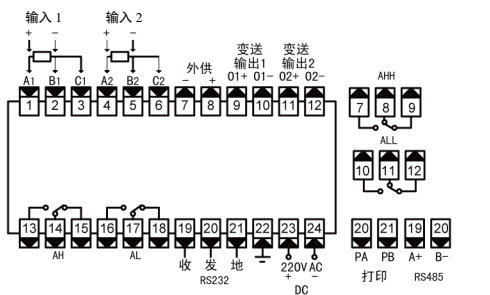 输入 1 输入 2
+ - + -
变送 变送
外供 输出1 输出2
A1 B1 C1 A2 B2 C2 - + 01+ 01- 02+ 02-
1 2 3 4 5 6 7 8 9 10 11 12
AHH
7 8 9
ALL
10 11 12
13 14 15 16 17 18 19 20 21 22 23 24
AH AL 收 发 地 220V AC
RS232 + -
DC
20 21 19 20
PA PB A+ B-
打印 RS485